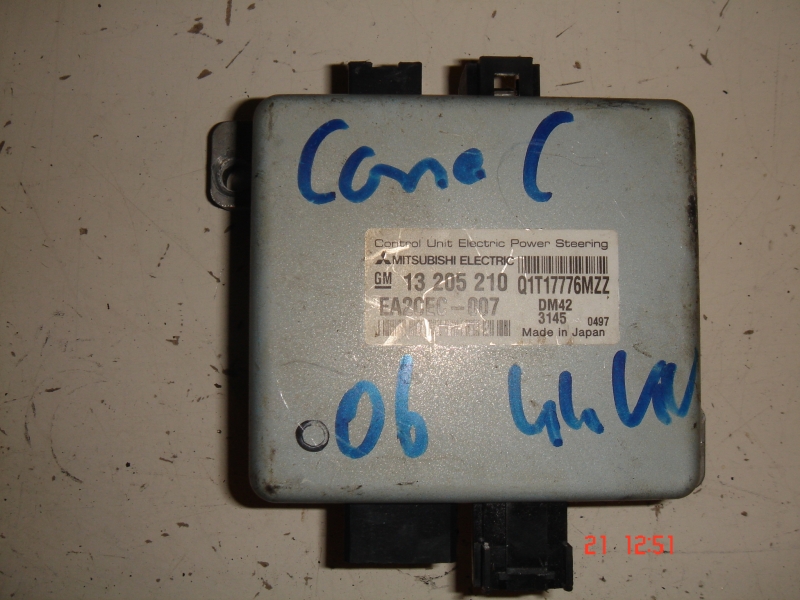 Corsa C
Control Unit Electric Power Steering
MITSUBISHI ELECTRIC
GM 13 205 210 Q1T17776MZZ
EA2CEC-007 DM42
3145 0497
Made in Japan
06 44kW
21 12:51